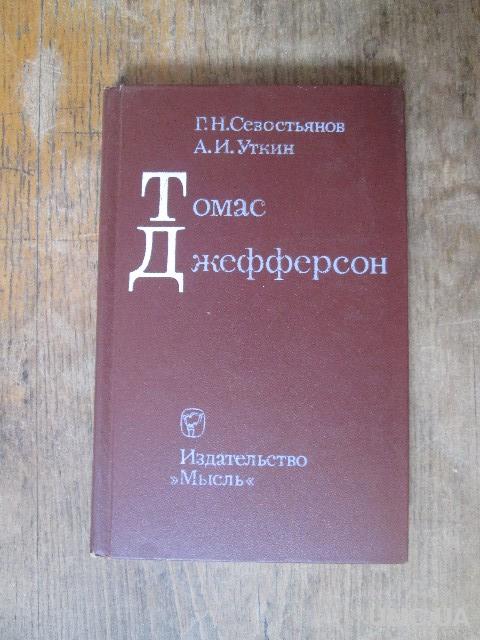 Г.Н.Севостьянов
А.И.Уткин
Томас
Джефферсон
Издательство
„Мысль“